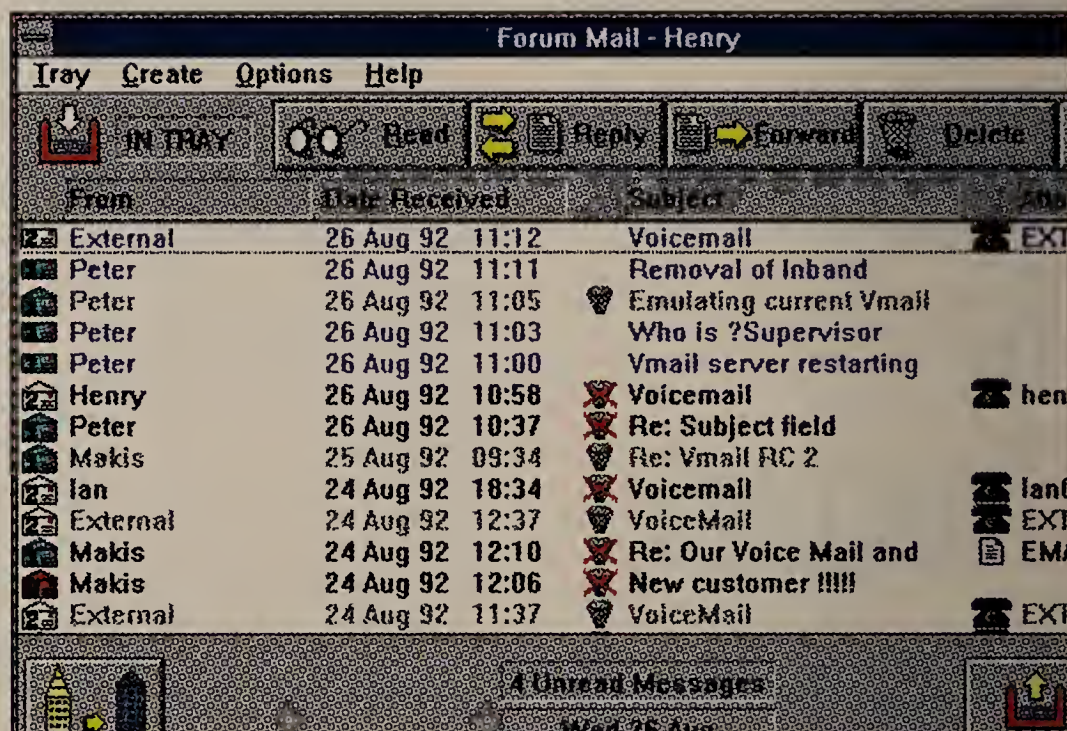 Forum Mail - Henry
Tray Create Options Help
IN TRAY Read Reply Forward Delete
From Date Received Subject
External 26 Aug 92 11:12 Voicemail EXT
Peter 26 Aug 92 11:11 Removal of Inband
Peter 26 Aug 92 11:05 Emulating current Vmail
Peter 26 Aug 92 11:03 Who is ?Supervisor
Peter 26 Aug 92 11:00 Vmail server restarting
Henry 26 Aug 92 10:58 Voicemail hen
Peter 26 Aug 92 10:37 Re: Subject field
Makis 25 Aug 92 09:34 Re: Vmail RC 2
Ian 24 Aug 92 18:34 Voicemail Ian
External 24 Aug 92 12:37 VoiceMail EXT
Makis 24 Aug 92 12:10 Re: Our Voice Mail and EMA
Makis 24 Aug 92 12:06 New customer !!!!!
External 24 Aug 92 11:37 VoiceMail EXT
4 Unread Messages
Wed 26 Aug